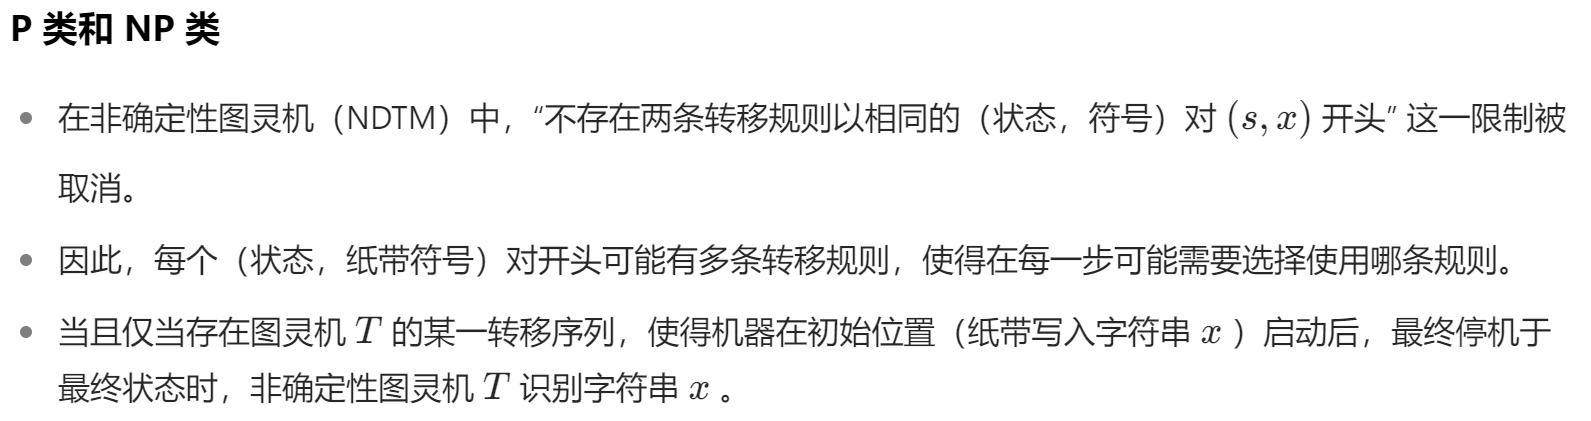 P 类和 NP 类
在非确定性图灵机（NDTM）中，“不存在两条转移规则以相同的（状态，符号）对 (s, x) 开头” 这一限制被
取消。
因此，每个（状态，纸带符号）对开头可能有多条转移规则，使得在每一步可能需要选择使用哪条规则。
当且仅当存在图灵机 T 的某一转移序列，使得机器在初始位置（纸带写入字符串 x ）启动后，最终停机于
最终状态时，非确定性图灵机 T 识别字符串 x 。